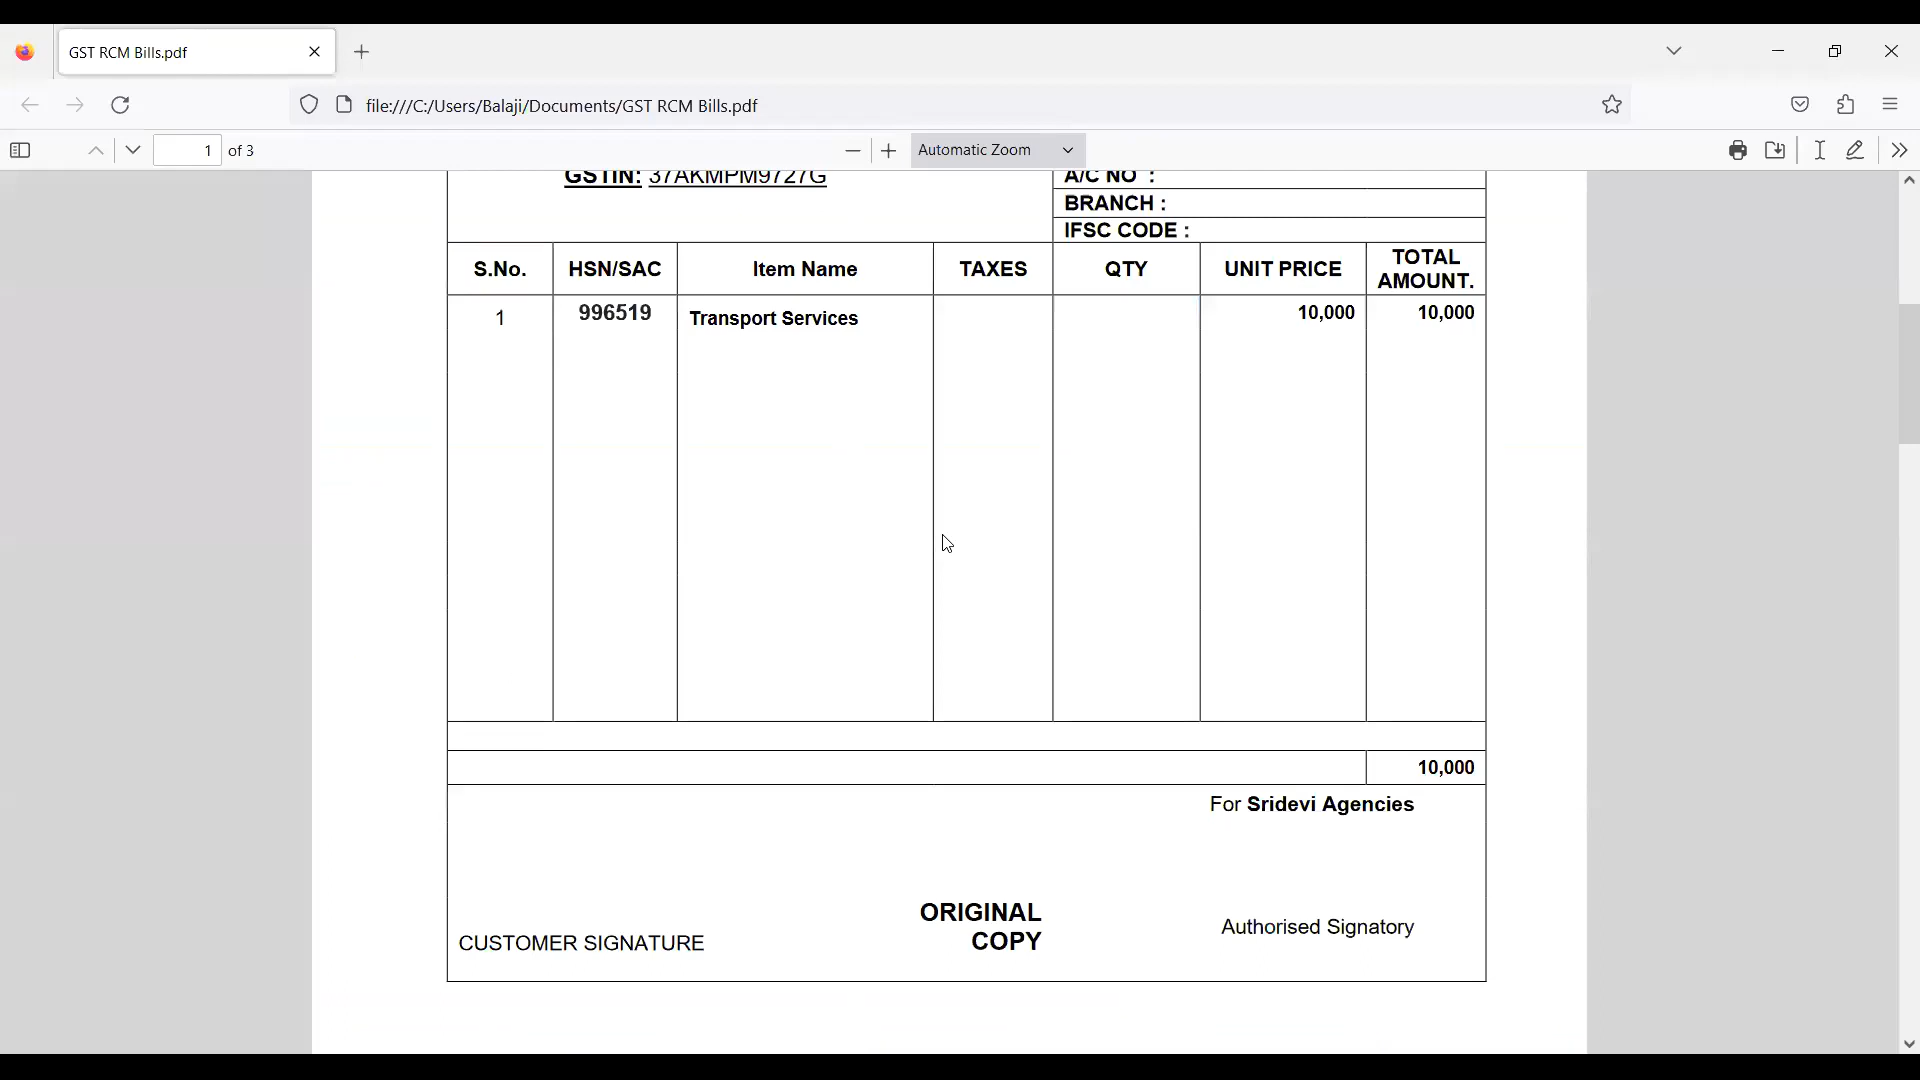 GST RCM Bills.pdf
file:///C:/Users/Balaji/Documents/GST RCM Bills.pdf
1 of 3
Automatic Zoom
GSTIN: 37AKMPM9727G
A/C NO :
BRANCH :
IFSC CODE :
S.No. HSN/SAC Item Name TAXES QTY UNIT PRICE TOTAL AMOUNT.
1 996519 Transport Services 10,000 10,000
10,000
For Sridevi Agencies
ORIGINAL
COPY
Authorised Signatory
CUSTOMER SIGNATURE